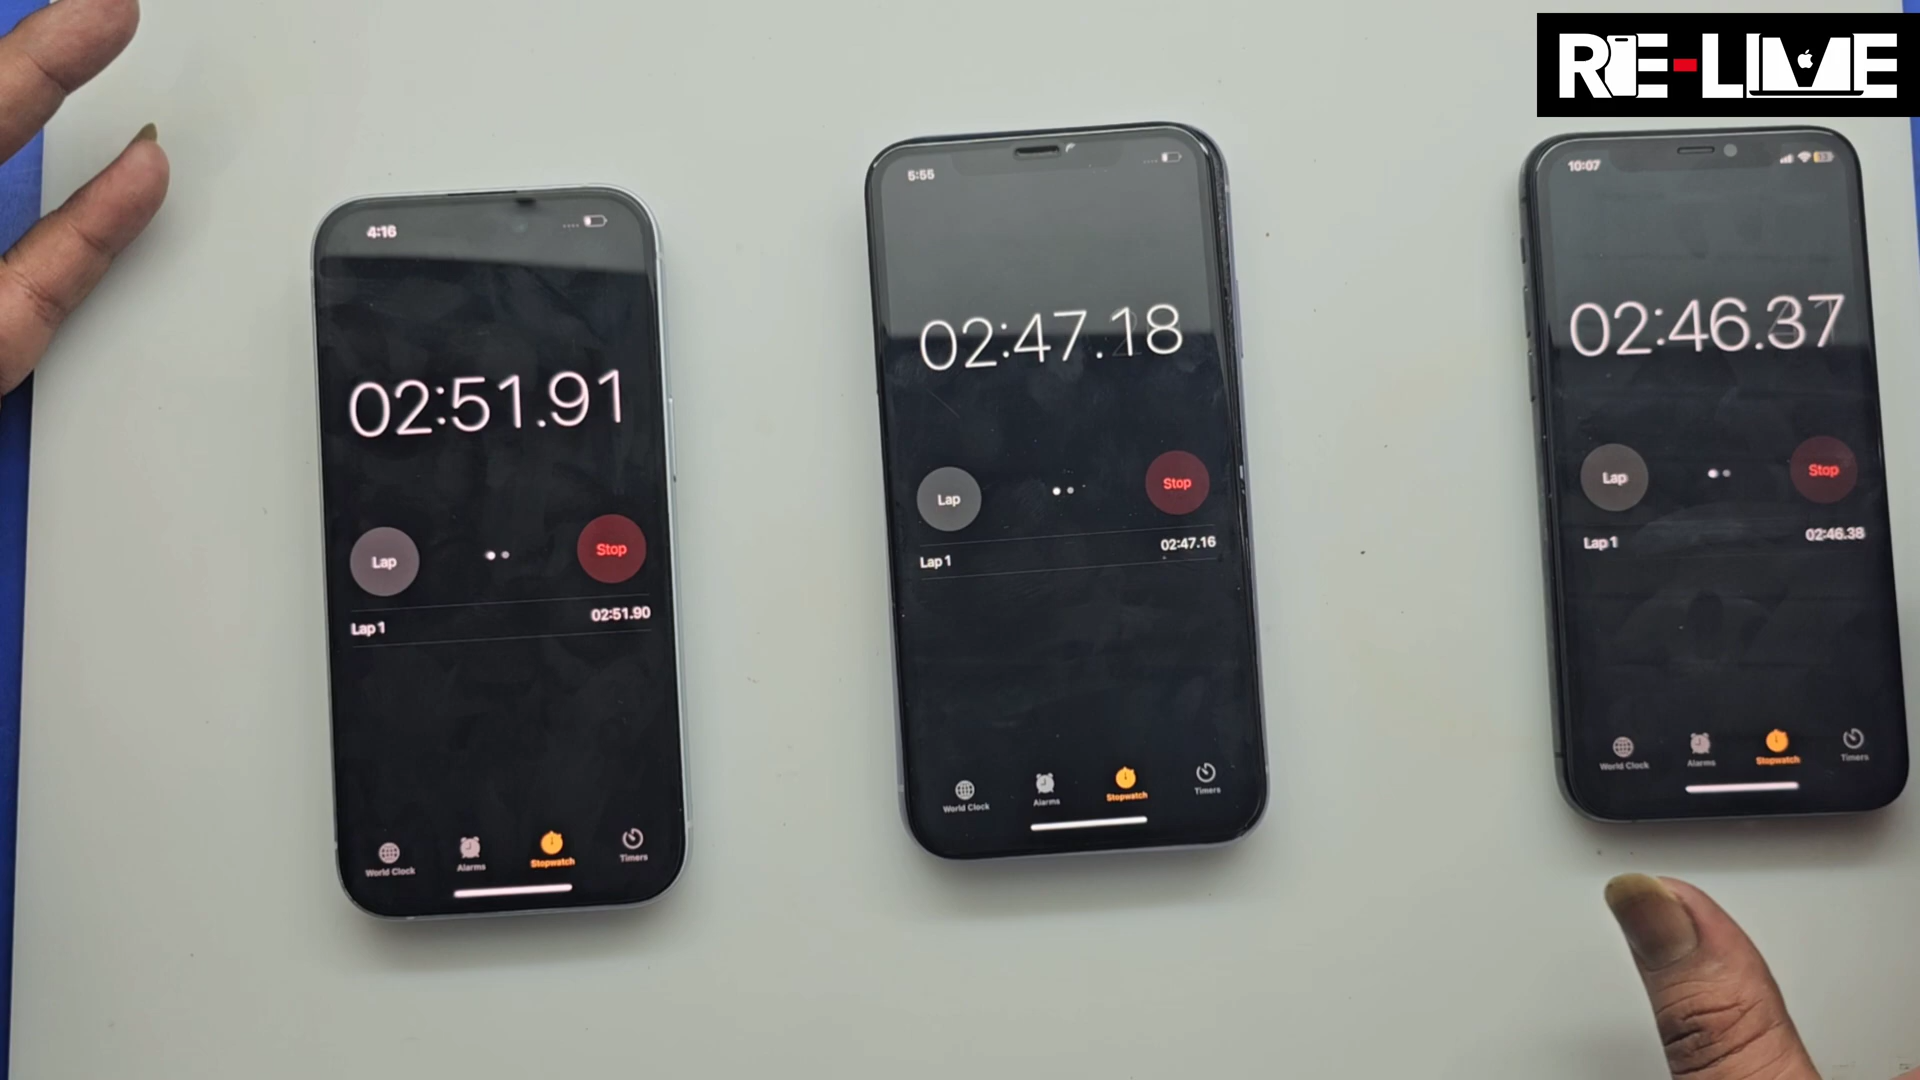 RE-LIVE
4:16
02:51.91
Lap
Stop
Lap 1
02:51.90
World Clock
Alarms
Stopwatch
Timers
5:55
02:47.18
Lap
Stop
Lap 1
02:47.16
World Clock
Alarms
Stopwatch
Timers
10:07
02:46.37
Lap
Stop
Lap 1
02:46.38
World Clock
Alarms
Stopwatch
Timers